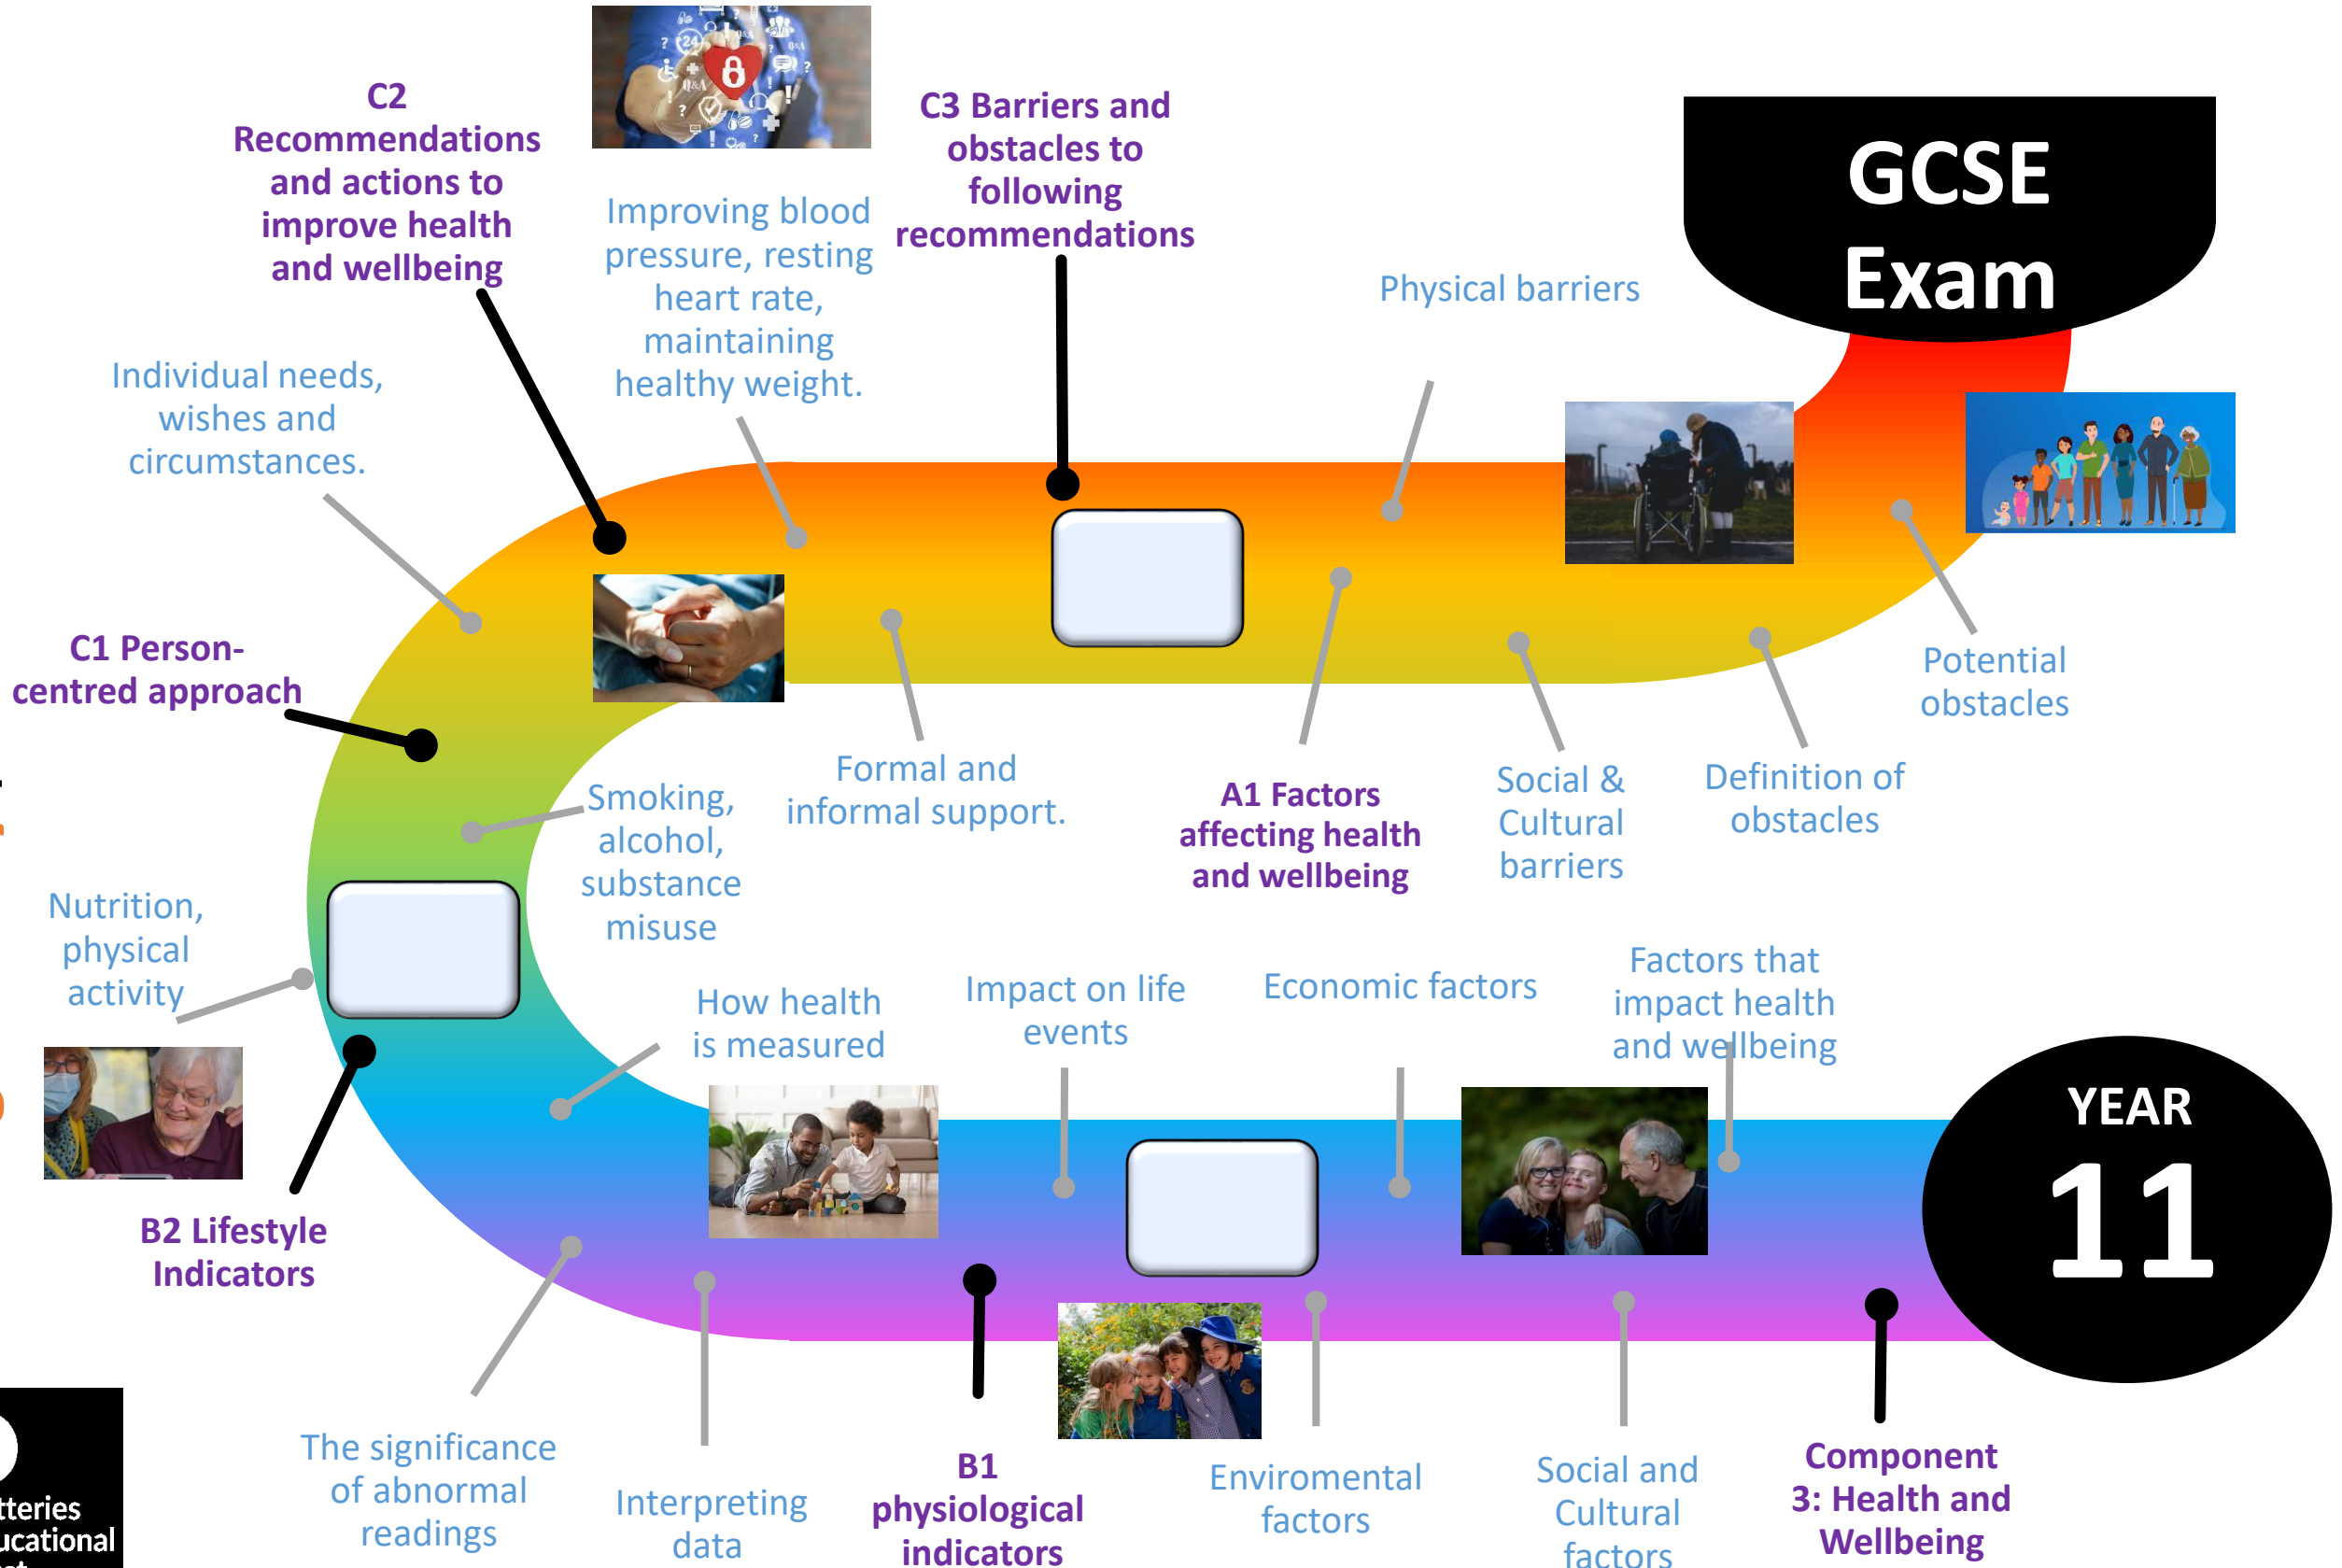 C2
Recommendations
and actions to
improve health
and wellbeing
C3 Barriers and
obstacles to
following
recommendations
GCSE
Exam
Improving blood
pressure, resting
heart rate,
maintaining
healthy weight.
Physical barriers
Individual needs,
wishes and
circumstances.
C1 Person-
centred approach
Potential
obstacles
Formal and
informal support.
A1 Factors
affecting health
and wellbeing
Social &
Cultural
barriers
Definition of
obstacles
Smoking,
alcohol,
substance
misuse
Nutrition,
physical
activity
How health
is measured
Impact on life
events
Economic factors
Factors that
impact health
and wellbeing
YEAR
11
B2 Lifestyle
Indicators
The significance
of abnormal
readings
Interpreting
data
B1
physiological
indicators
Enviromental
factors
Social and
Cultural
factors
Component
3: Health and
Wellbeing
24
Q&A
Q&A
Q&A